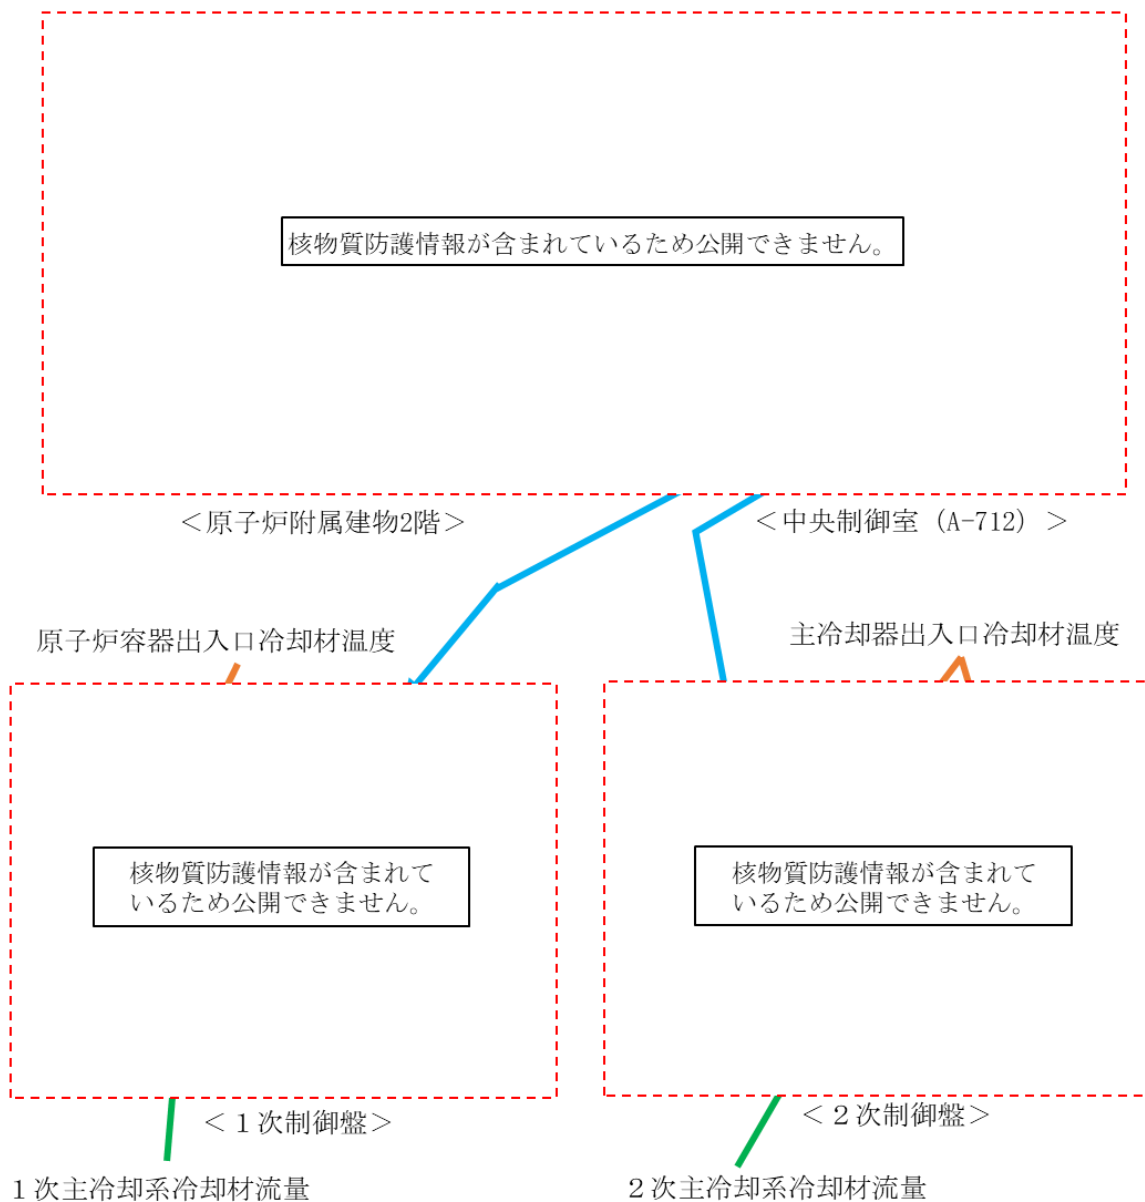 核物質防護情報が含まれているため公開できません。
＜原子炉附属建物2階＞
＜中央制御室（A-712）＞
原子炉容器出入口冷却材温度
主冷却器出入口冷却材温度
核物質防護情報が含まれて
いるため公開できません。
核物質防護情報が含まれて
いるため公開できません。
＜１次制御盤＞
＜２次制御盤＞
１次主冷却系冷却材流量
２次主冷却系冷却材流量